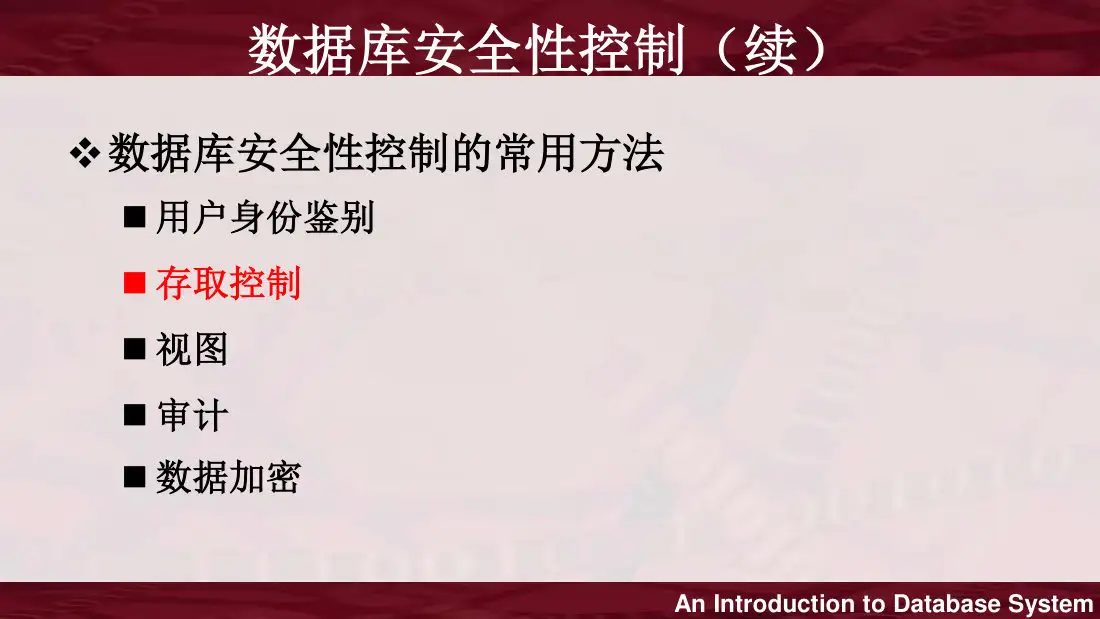 数据库安全性控制（续）
❖数据库安全性控制的常用方法
■ 用户身份鉴别
■ 存取控制
■ 视图
■ 审计
■ 数据加密
An Introduction to Database System